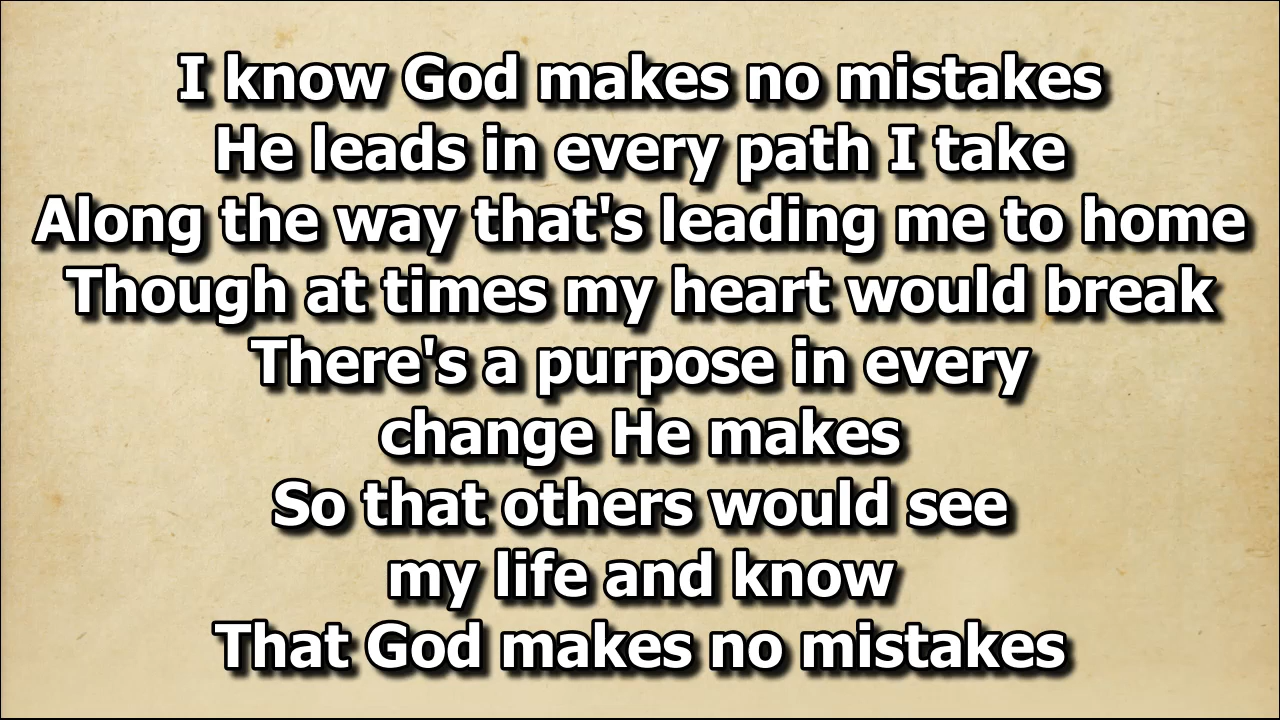 I know God makes no mistakes
He leads in every path I take
Along the way that's leading me to home
Though at times my heart would break
There's a purpose in every
change He makes
So that others would see
my life and know
That God makes no mistakes